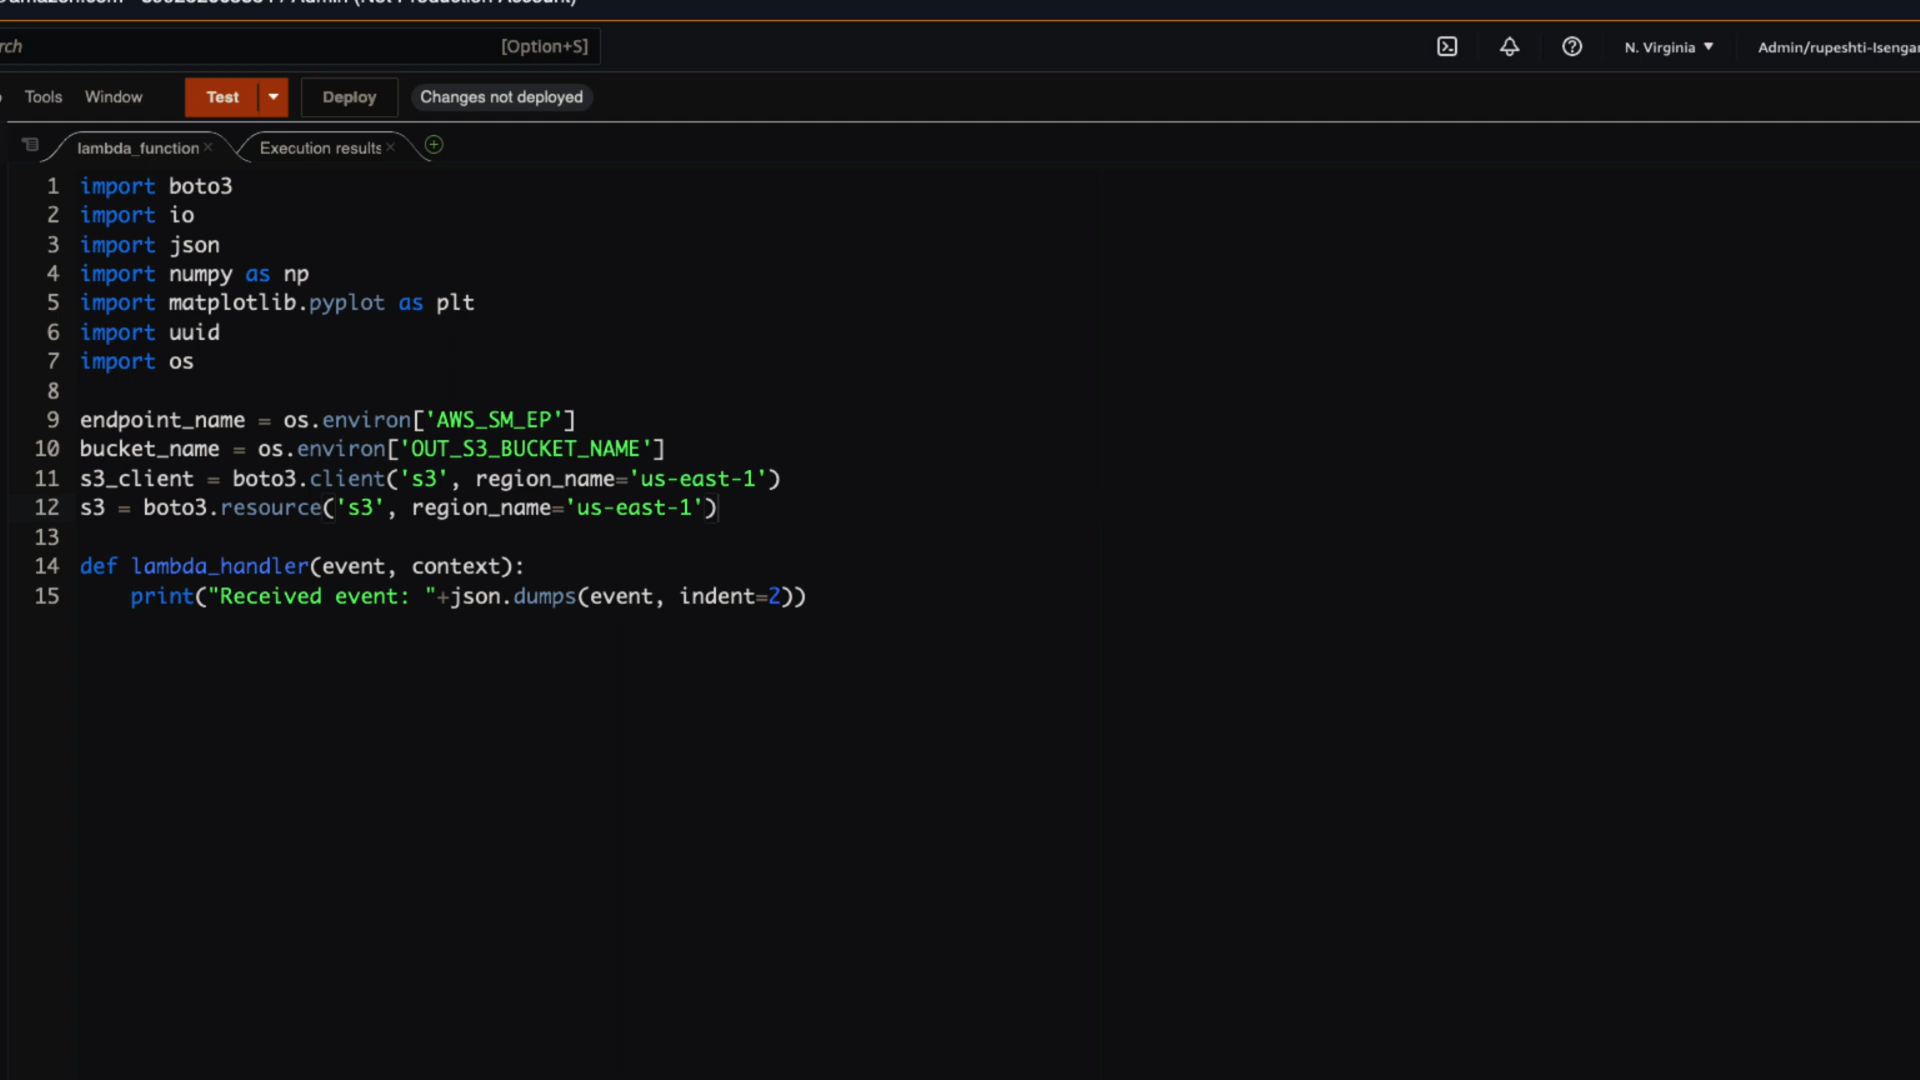 [Option+S]
N. Virginia ▼
Tools
Window
Test
Deploy
Changes not deployed
lambda_function ×
Execution results ×
1 import boto3
2 import io
3 import json
4 import numpy as np
5 import matplotlib.pyplot as plt
6 import uuid
7 import os
8
9 endpoint_name = os.environ['AWS_SM_EP']
10 bucket_name = os.environ['OUT_S3_BUCKET_NAME']
11 s3_client = boto3.client('s3', region_name='us-east-1')
12 s3 = boto3.resource('s3', region_name='us-east-1')
13
14 def lambda_handler(event, context):
15     print("Received event: "+json.dumps(event, indent=2))